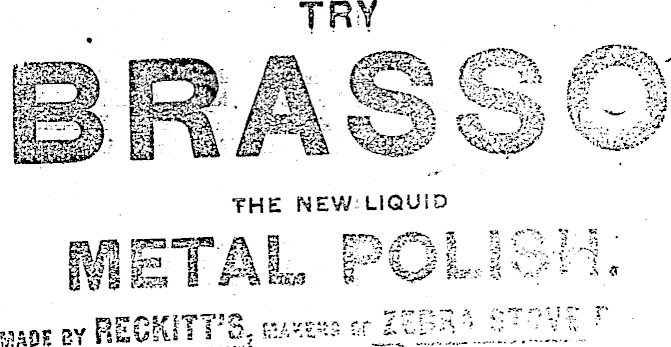 TRY
BRASSO
THE NEW LIQUID
METAL POLISH.
MADE BY RECKITT'S, MAKERS OF ZEBRA STOVE P